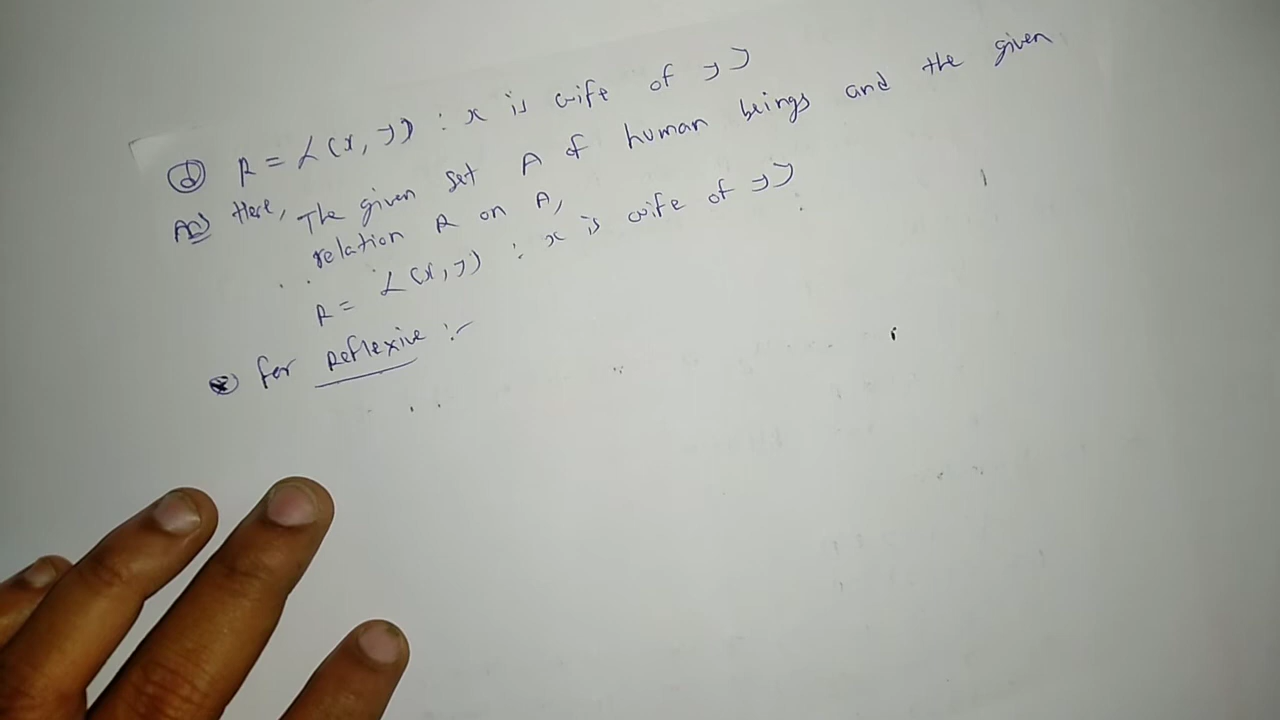 (d) R = {(x, y) : x is wife of y}
Ans Here, The given set A of human beings and the given
relation R on A,
R = {(x, y) : x is wife of y}
⊗ for Reflexive :-